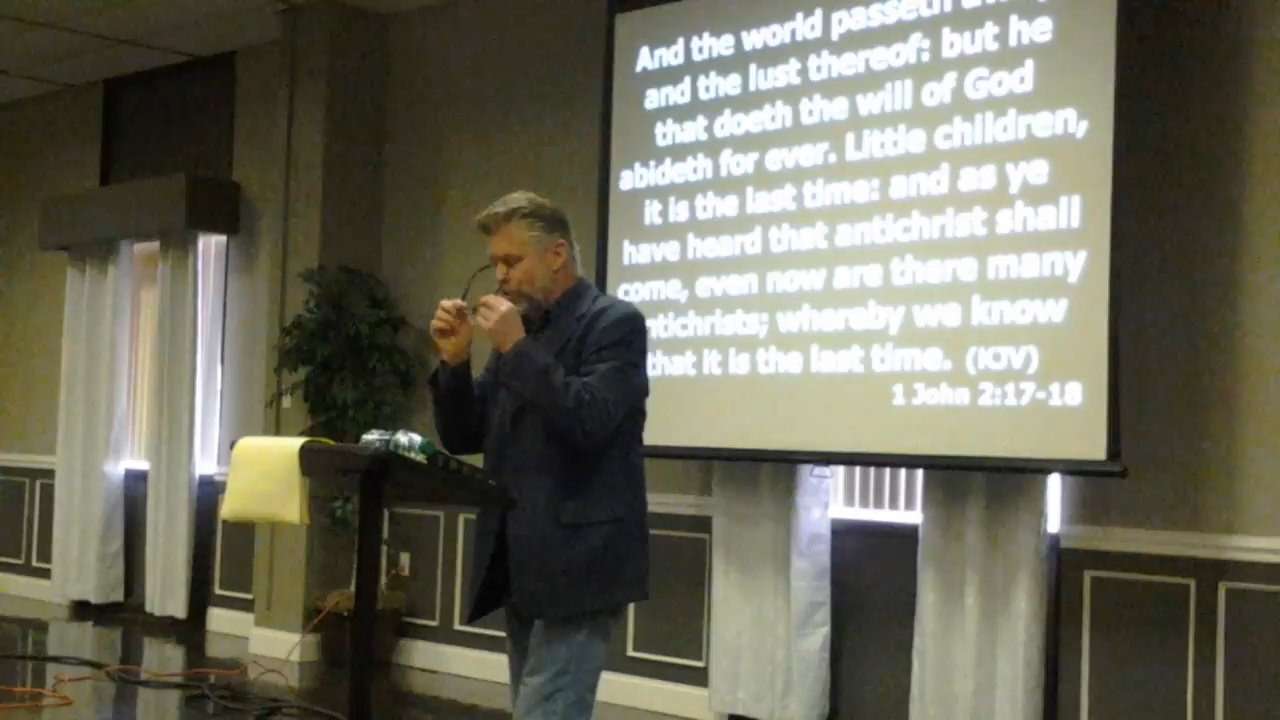 And the world passeth
and the lust thereof: but he
that doeth the will of God
abideth for ever. Little children,
it is the last time: and as ye
have heard that antichrist shall
come, even now are there many
ntichrists; whereby we know
that it is the last time. (KJV)
1 John 2:17-18